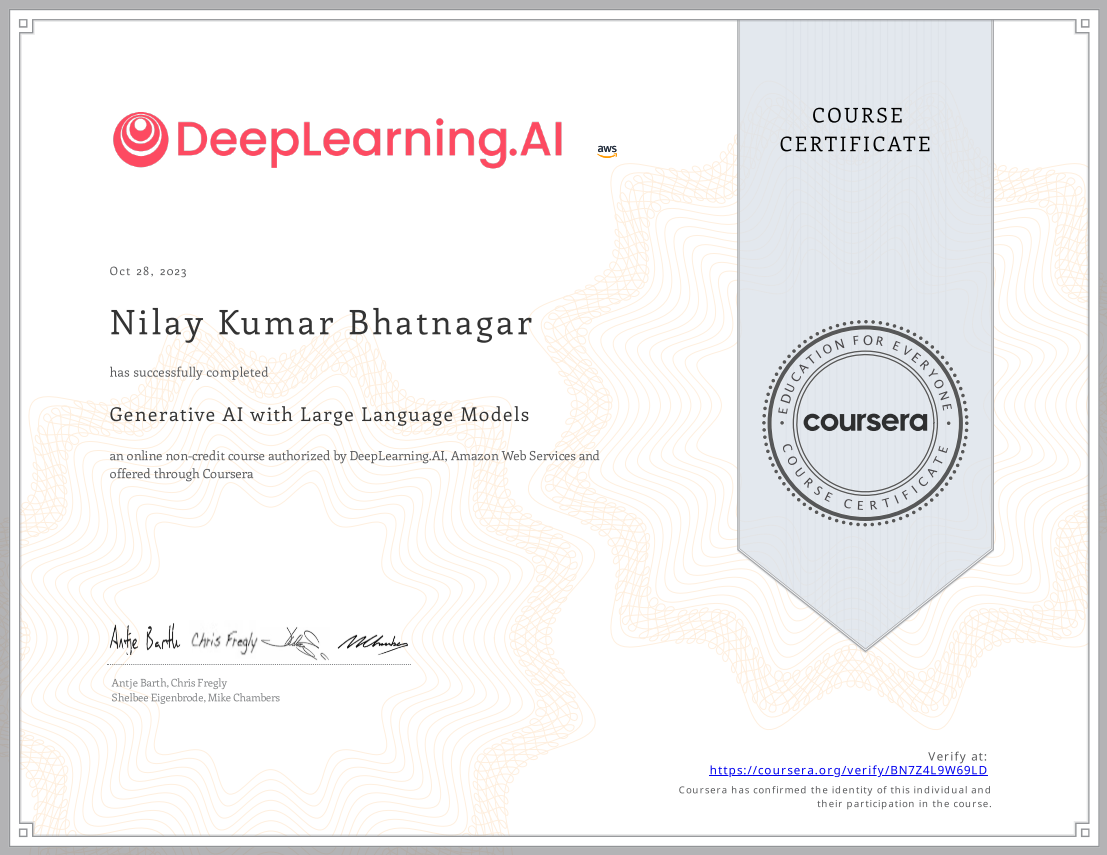 DeepLearning.AI
aws
COURSE
CERTIFICATE
Oct 28, 2023
Nilay Kumar Bhatnagar
has successfully completed
Generative AI with Large Language Models
an online non-credit course authorized by DeepLearning.AI, Amazon Web Services and
offered through Coursera
EDUCATION FOR EVERYONE
coursera
COURSE CERTIFICATE
Antje Barth Chris Fregly
Antje Barth, Chris Fregly
Shelbee Eigenbrode, Mike Chambers
Verify at:
https://coursera.org/verify/BN7Z4L9W69LD
Coursera has confirmed the identity of this individual and
their participation in the course.